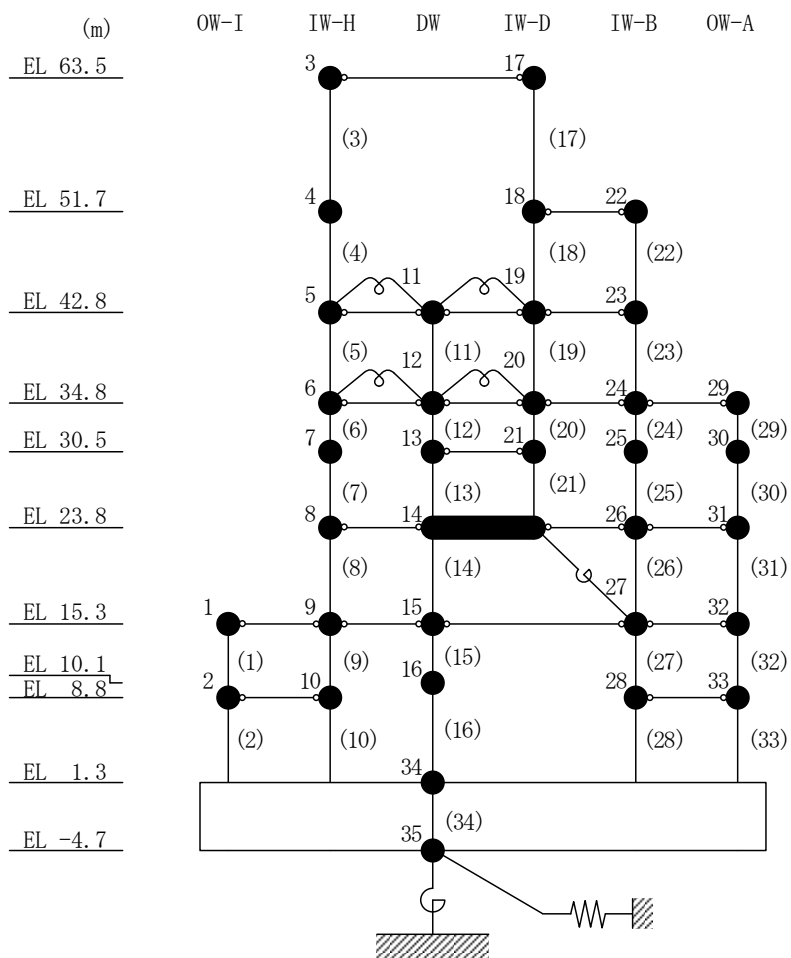 (m) OW-I IW-H DW IW-D IW-B OW-A
EL 63.5 3 17
(3) (17)
EL 51.7 4 18 22
(4) (18) (22)
11 19
EL 42.8 5 23
(5) (11) (19) (23)
12 20
EL 34.8 6 24 29
(6) (12) (20) (24) (29)
7 13 21 25 30
EL 30.5
(7) (13) (21) (25) (30)
EL 23.8 8 14 26 31
(8) (14) (26) (31)
27
EL 15.3 1 9 15 32
EL 10.1 (1) (9) (15) (27) (32)
EL 8.8 2 10 16 28 33
(2) (10) (16) (28) (33)
EL 1.3 34
(34)
EL -4.7 35